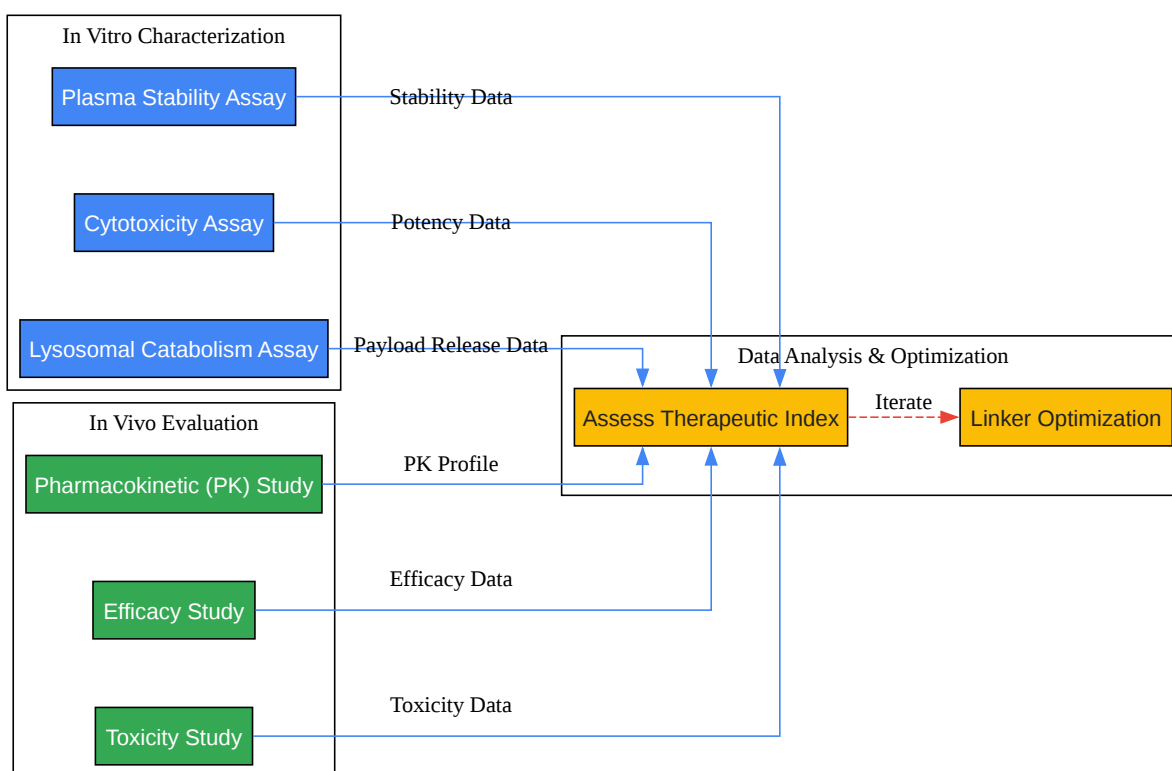 In Vitro Characterization
Plasma Stability Assay
Stability Data
Cytotoxicity Assay
Potency Data
Lysosomal Catabolism Assay
Payload Release Data
Data Analysis & Optimization
Assess Therapeutic Index
Iterate
Linker Optimization
In Vivo Evaluation
Pharmacokinetic (PK) Study
PK Profile
Efficacy Study
Efficacy Data
Toxicity Study
Toxicity Data